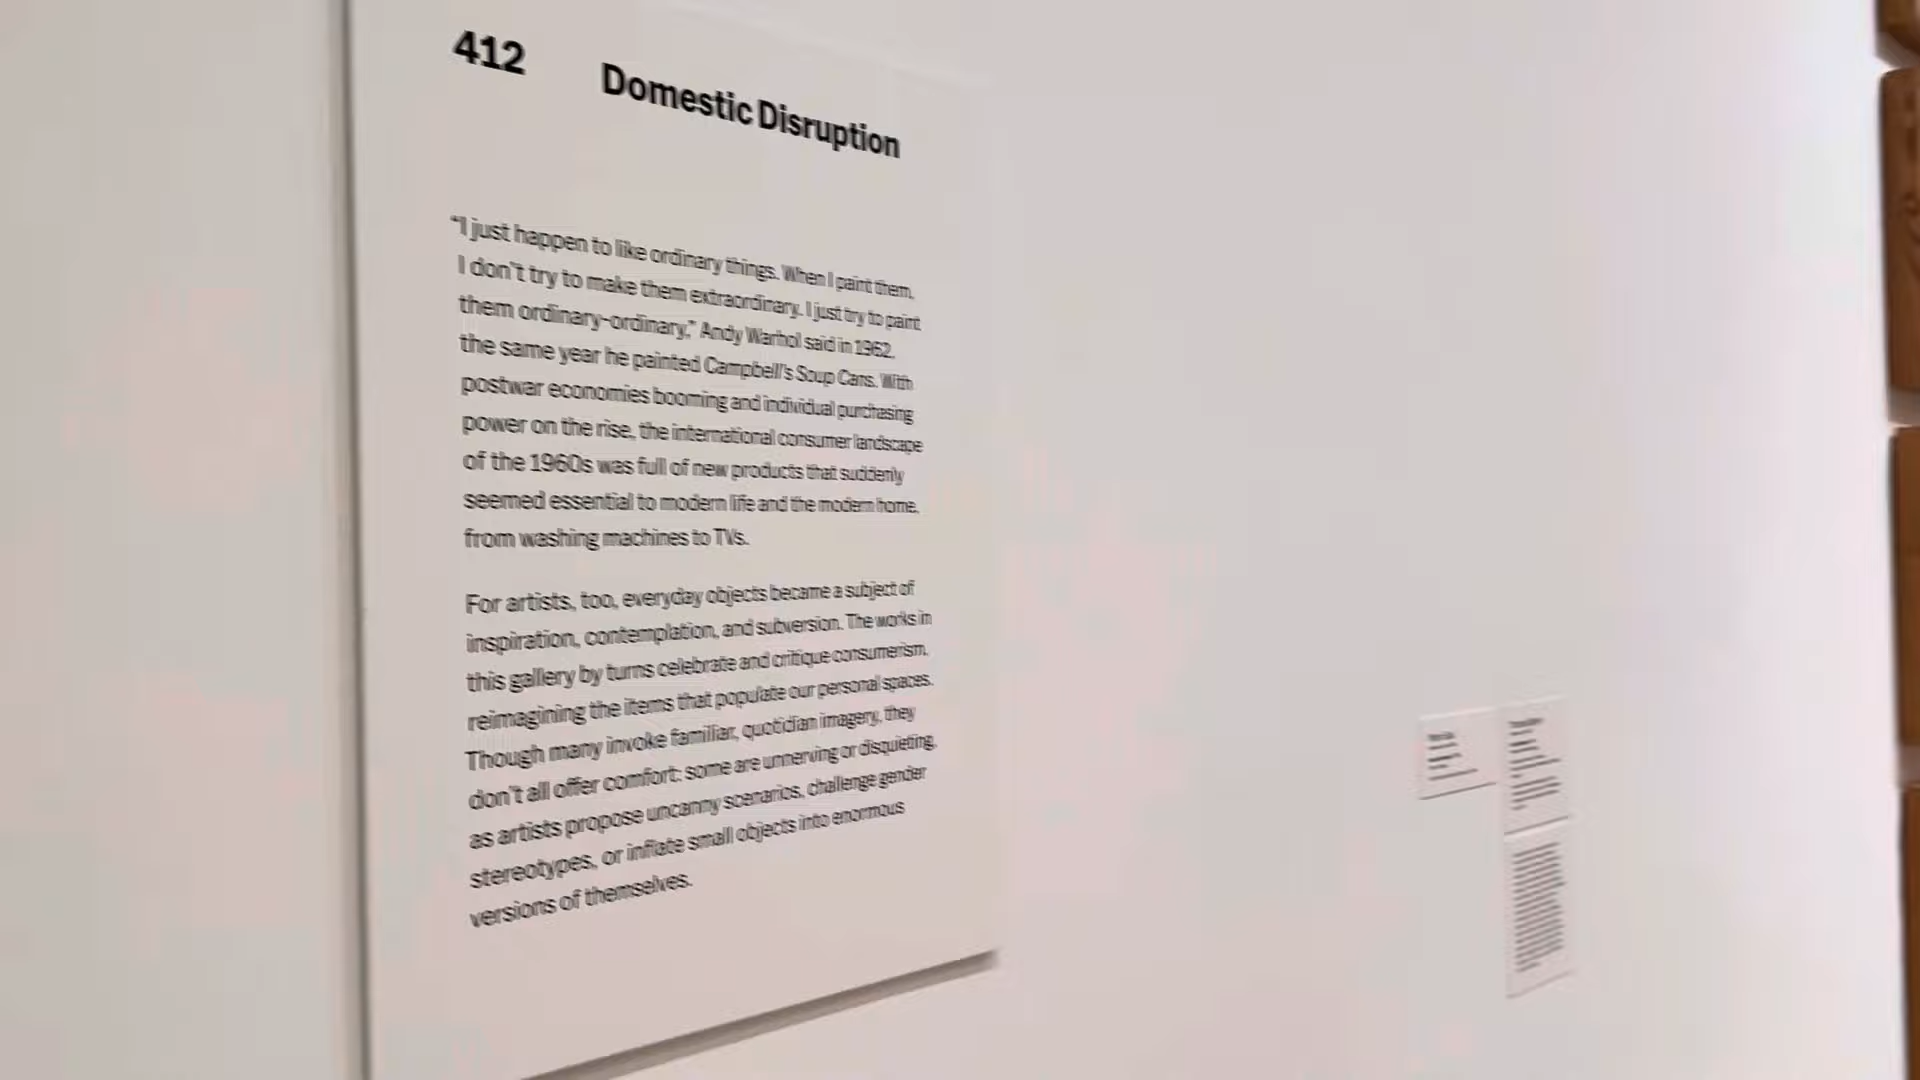 412 Domestic Disruption
"I just happen to like ordinary things. When I paint them,
I don't try to make them extraordinary. I just try to paint
them ordinary-ordinary," Andy Warhol said in 1962,
the same year he painted Campbell's Soup Cans. With
postwar economies booming and individual purchasing
power on the rise, the international consumer landscape
of the 1960s was full of new products that suddenly
seemed essential to modern life and the modern home,
from washing machines to TVs.
For artists, too, everyday objects became a subject of
inspiration, contemplation, and subversion. The works in
this gallery by turns celebrate and critique consumerism,
reimagining the items that populate our personal spaces.
Though many invoke familiar, quotidian imagery, they
don't all offer comfort: some are unnerving or disquieting,
as artists propose uncanny scenarios, challenge gender
stereotypes, or inflate small objects into enormous
versions of themselves.